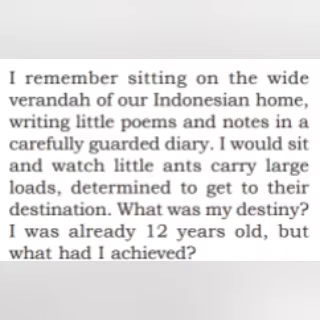 I remember sitting on the wide
verandah of our Indonesian home,
writing little poems and notes in a
carefully guarded diary. I would sit
and watch little ants carry large
loads, determined to get to their
destination. What was my destiny?
I was already 12 years old, but
what had I achieved?